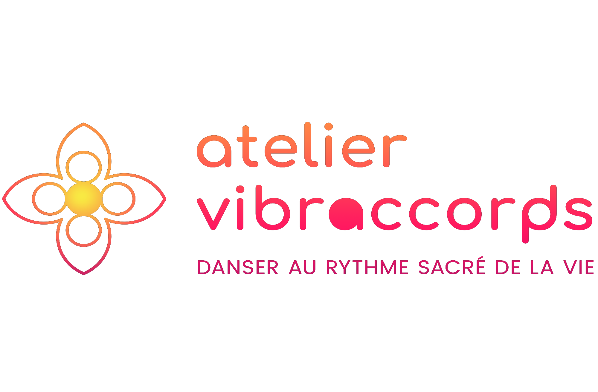 atelier
vibraccords
DANSER AU RYTHME SACRÉ DE LA VIE